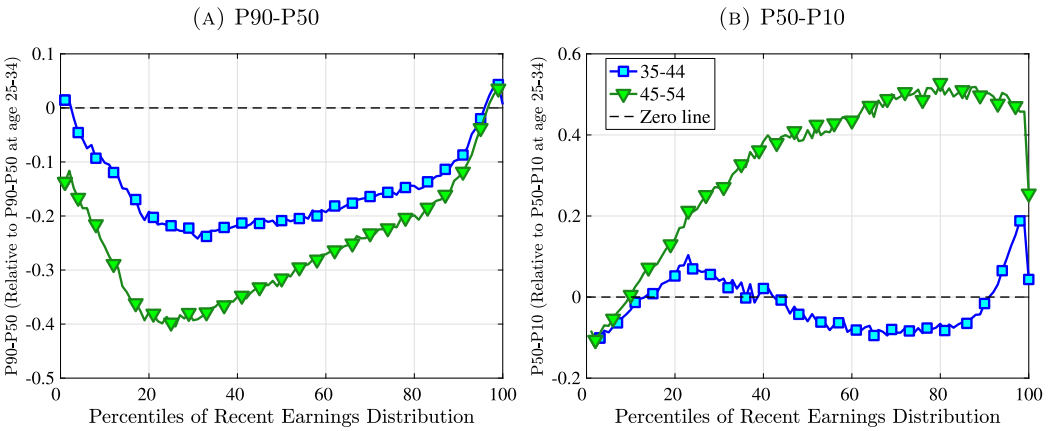 (A) P90-P50
(B) P50-P10
P90-P50 (Relative to P90-P50 at age 25-34)
0.1
0
-0.1
-0.2
-0.3
-0.4
-0.5
0 20 40 60 80 100
Percentiles of Recent Earnings Distribution
P50-P10 (Relative to P50-P10 at age 25-34)
0.6
0.4
0.2
0
-0.2
35-44
45-54
Zero line
0 20 40 60 80 100
Percentiles of Recent Earnings Distribution